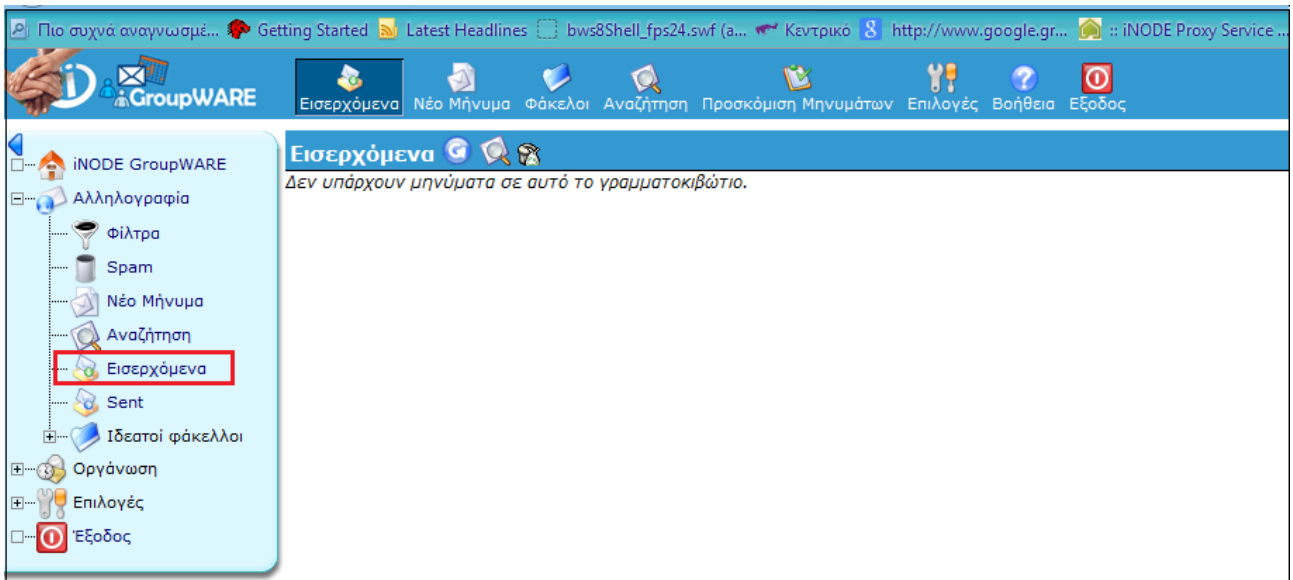 Πιο συχνά αναγνωσμέ... Getting Started Latest Headlines bws8Shell_fps24.swf (a... Κεντρικό 8 http://www.google.gr... :: iNODE Proxy Service ...
i GroupWARE
Εισερχόμενα Νέο Μήνυμα Φάκελοι Αναζήτηση Προσκόμιση Μηνυμάτων Επιλογές Βοήθεια Εξοδος
Εισερχόμενα
Δεν υπάρχουν μηνύματα σε αυτό το γραμματοκιβώτιο.
iNODE GroupWARE
Αλληλογραφία
Φίλτρα
Spam
Νέο Μήνυμα
Αναζήτηση
Εισερχόμενα
Sent
Ιδεατοί φάκελλοι
Οργάνωση
Επιλογές
Έξοδος